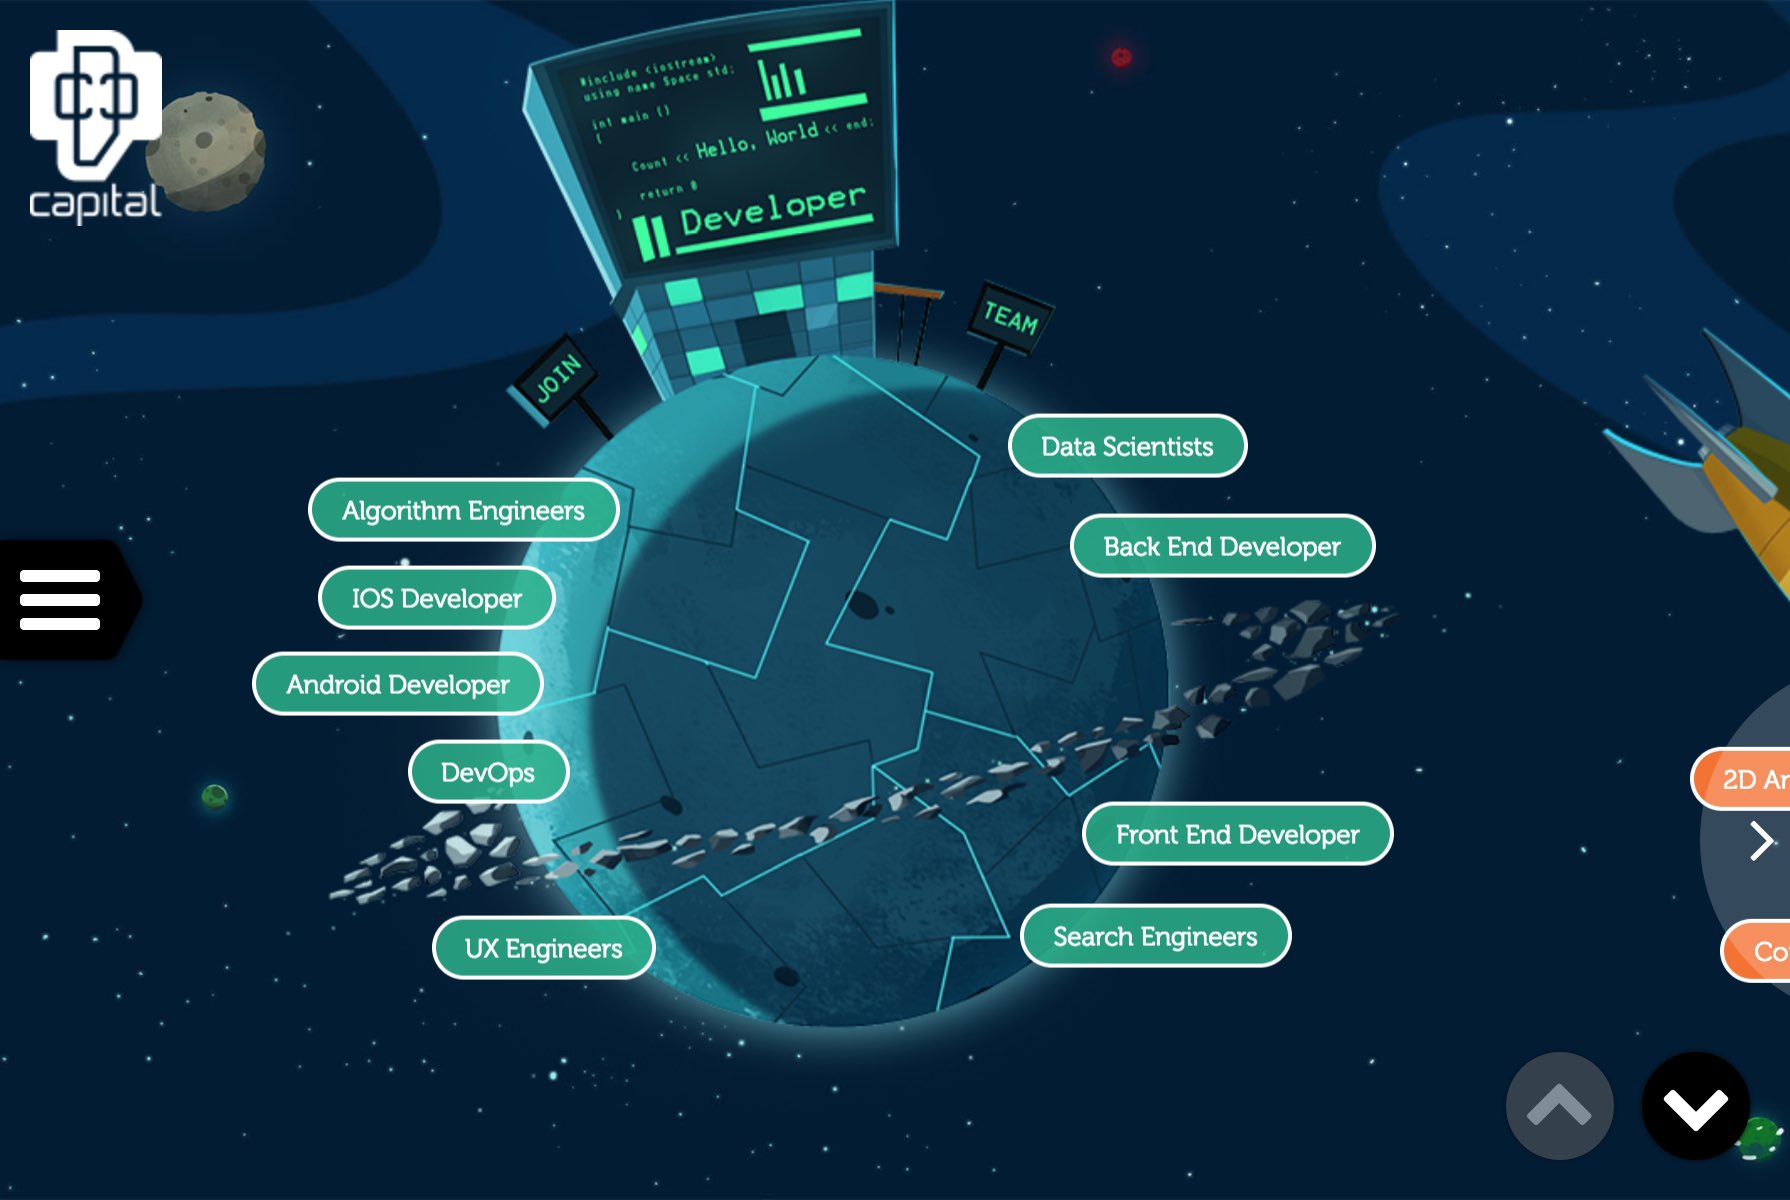 capital
#include <iostream>
using name Space std;
int main ()
{
Count << Hello, World << end;
return 0
}
Developer
JOIN
TEAM
Data Scientists
Algorithm Engineers
Back End Developer
IOS Developer
Android Developer
DevOps
2D Ar
Front End Developer
Search Engineers
UX Engineers
Co